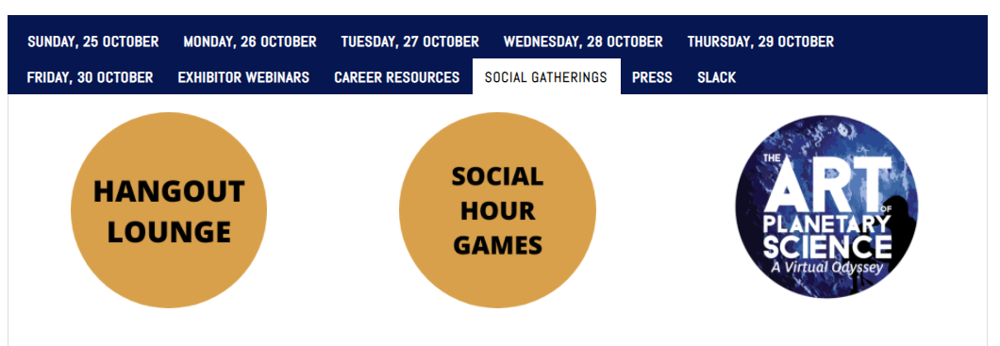 SUNDAY, 25 OCTOBER MONDAY, 26 OCTOBER TUESDAY, 27 OCTOBER WEDNESDAY, 28 OCTOBER THURSDAY, 29 OCTOBER
FRIDAY, 30 OCTOBER EXHIBITOR WEBINARS CAREER RESOURCES SOCIAL GATHERINGS PRESS SLACK
HANGOUT
LOUNGE
SOCIAL
HOUR
GAMES
THE
ART
OF
PLANETARY
SCIENCE
A Virtual Odyssey